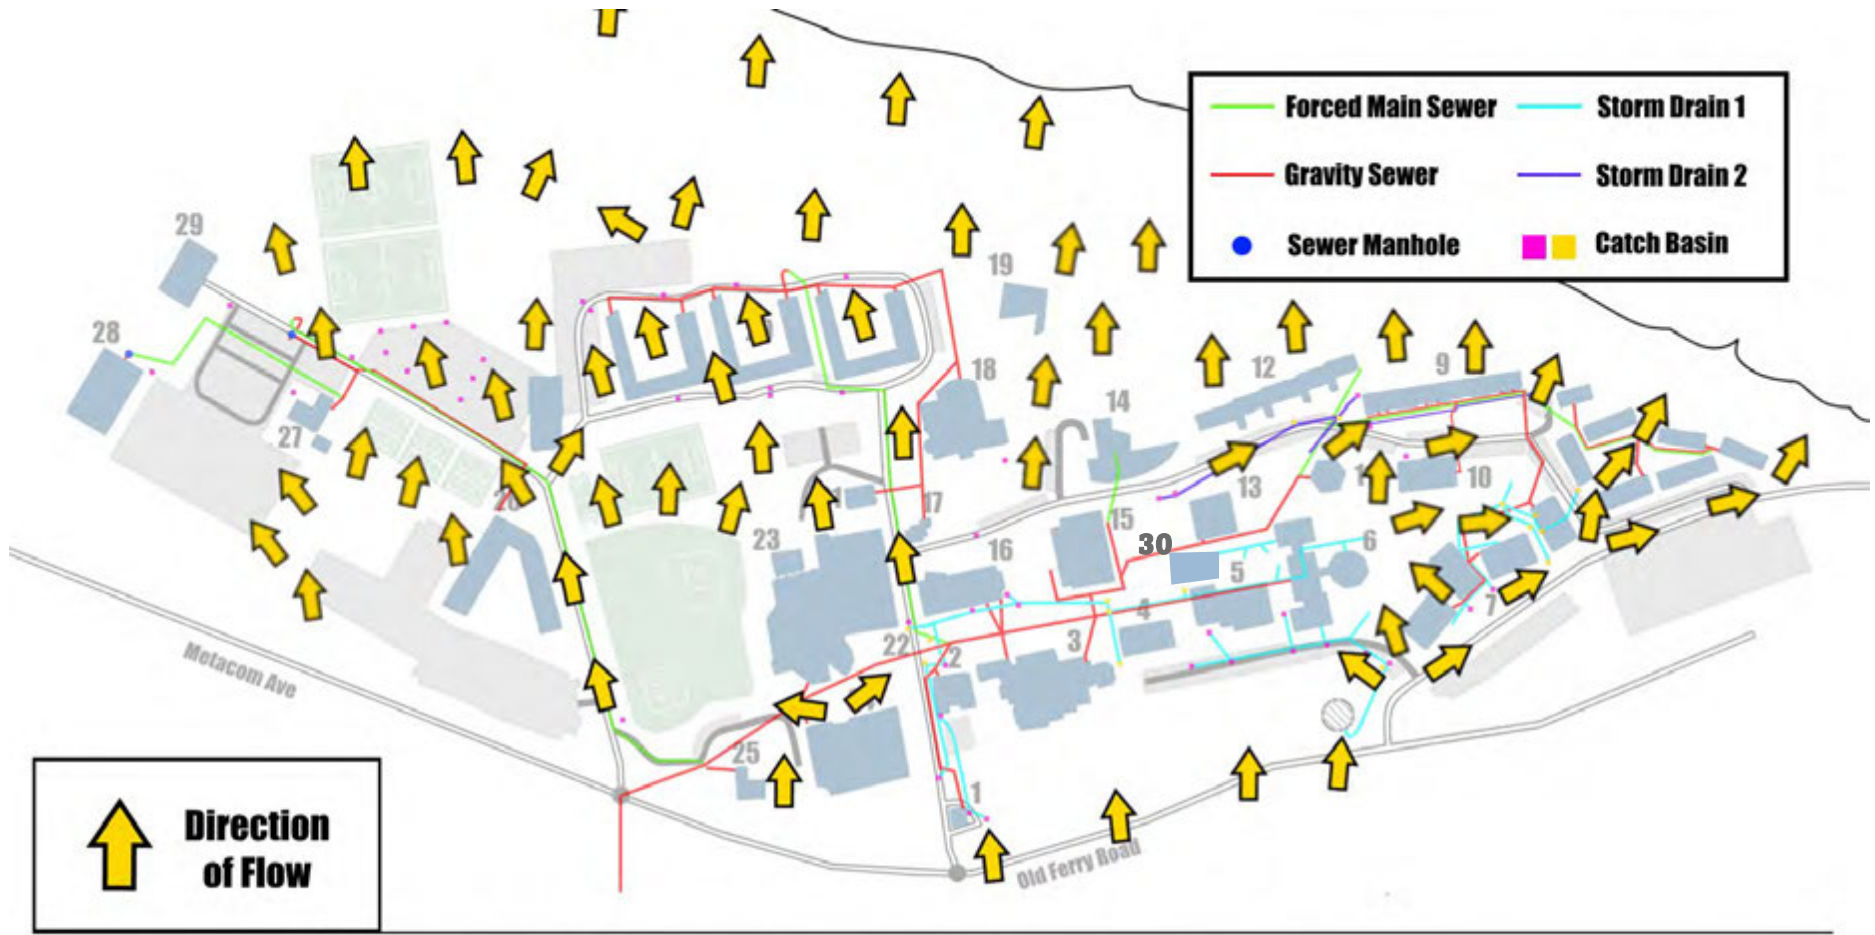 Forced Main Sewer
Storm Drain 1
Gravity Sewer
Storm Drain 2
Sewer Manhole
Catch Basin
29
28
27
19
18
12
9
14
13
10
17
15
23
16
30
6
5
7
4
3
22
2
25
1
Metacom Ave
Old Ferry Road
Direction
of Flow